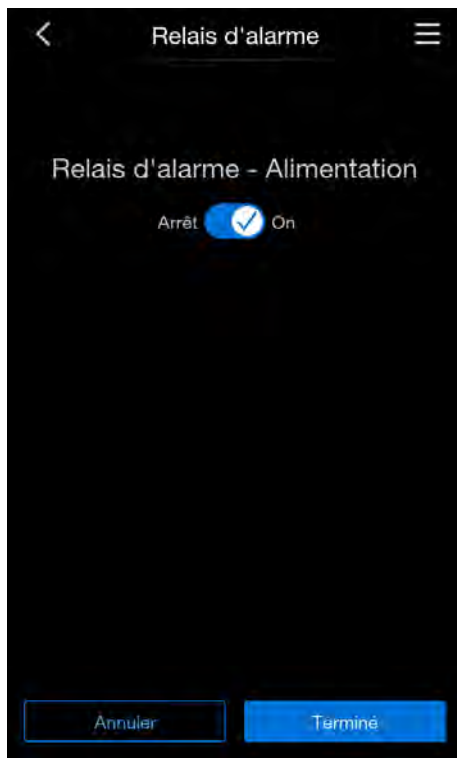 Relais d'alarme
Relais d'alarme - Alimentation
Arrêt On
Annuler Terminé